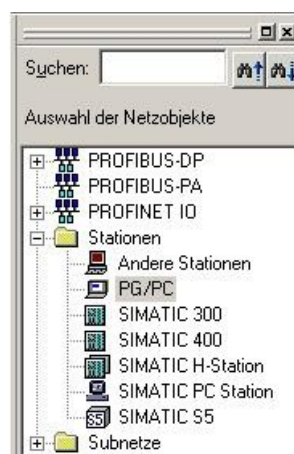 Suchen:
Auswahl der Netzobjekte
PROFIBUS-DP
PROFIBUS-PA
PROFINET IO
Stationen
Andere Stationen
PG/PC
SIMATIC 300
SIMATIC 400
SIMATIC H-Station
SIMATIC PC Station
S5 SIMATIC S5
Subnetze